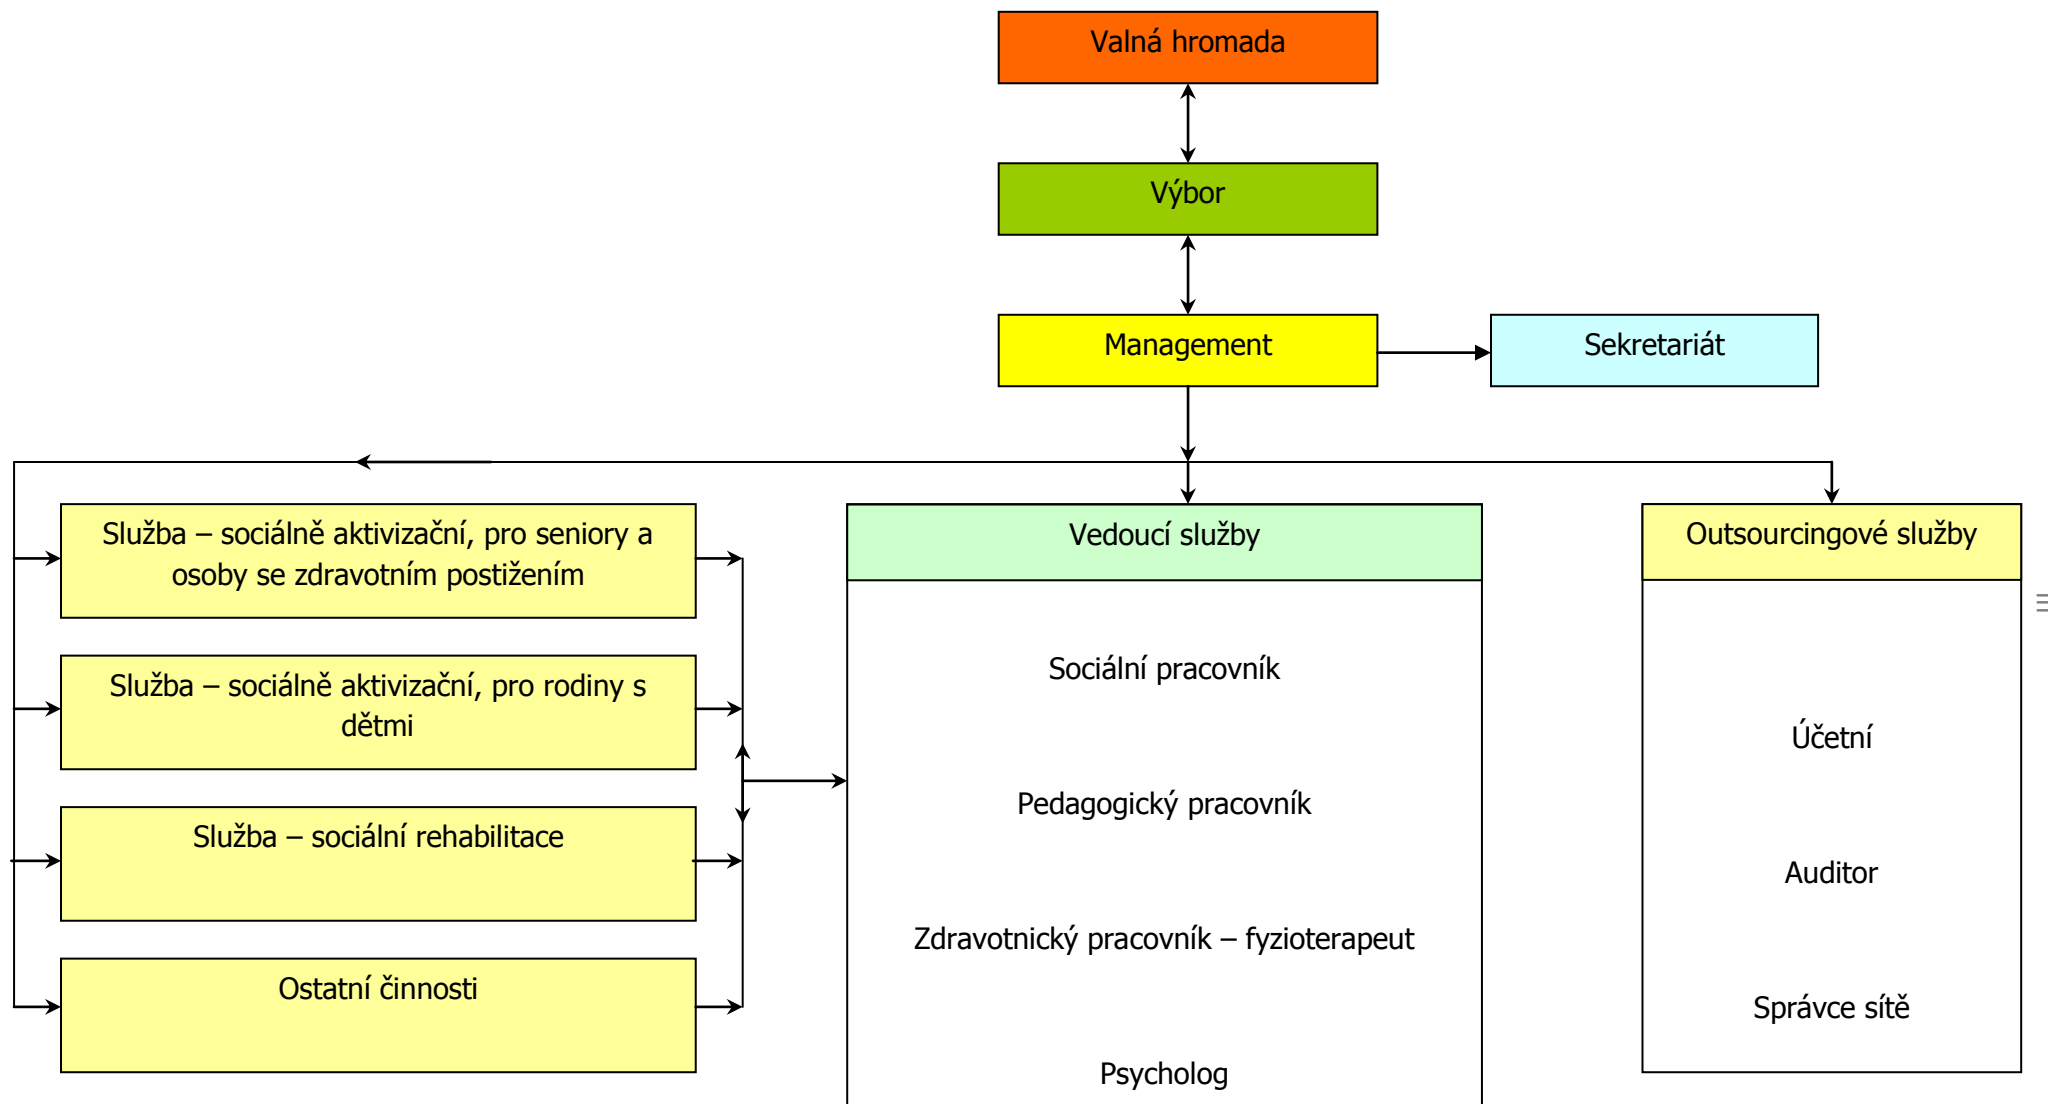 Valná hromada
Výbor
Management
Sekretariát
Služba – sociálně aktivizační, pro seniory a
osoby se zdravotním postižením
Služba – sociálně aktivizační, pro rodiny s
dětmi
Služba – sociální rehabilitace
Ostatní činnosti
Vedoucí služby
Sociální pracovník
Pedagogický pracovník
Zdravotnický pracovník – fyzioterapeut
Psycholog
Outsourcingové služby
Účetní
Auditor
Správce sítě